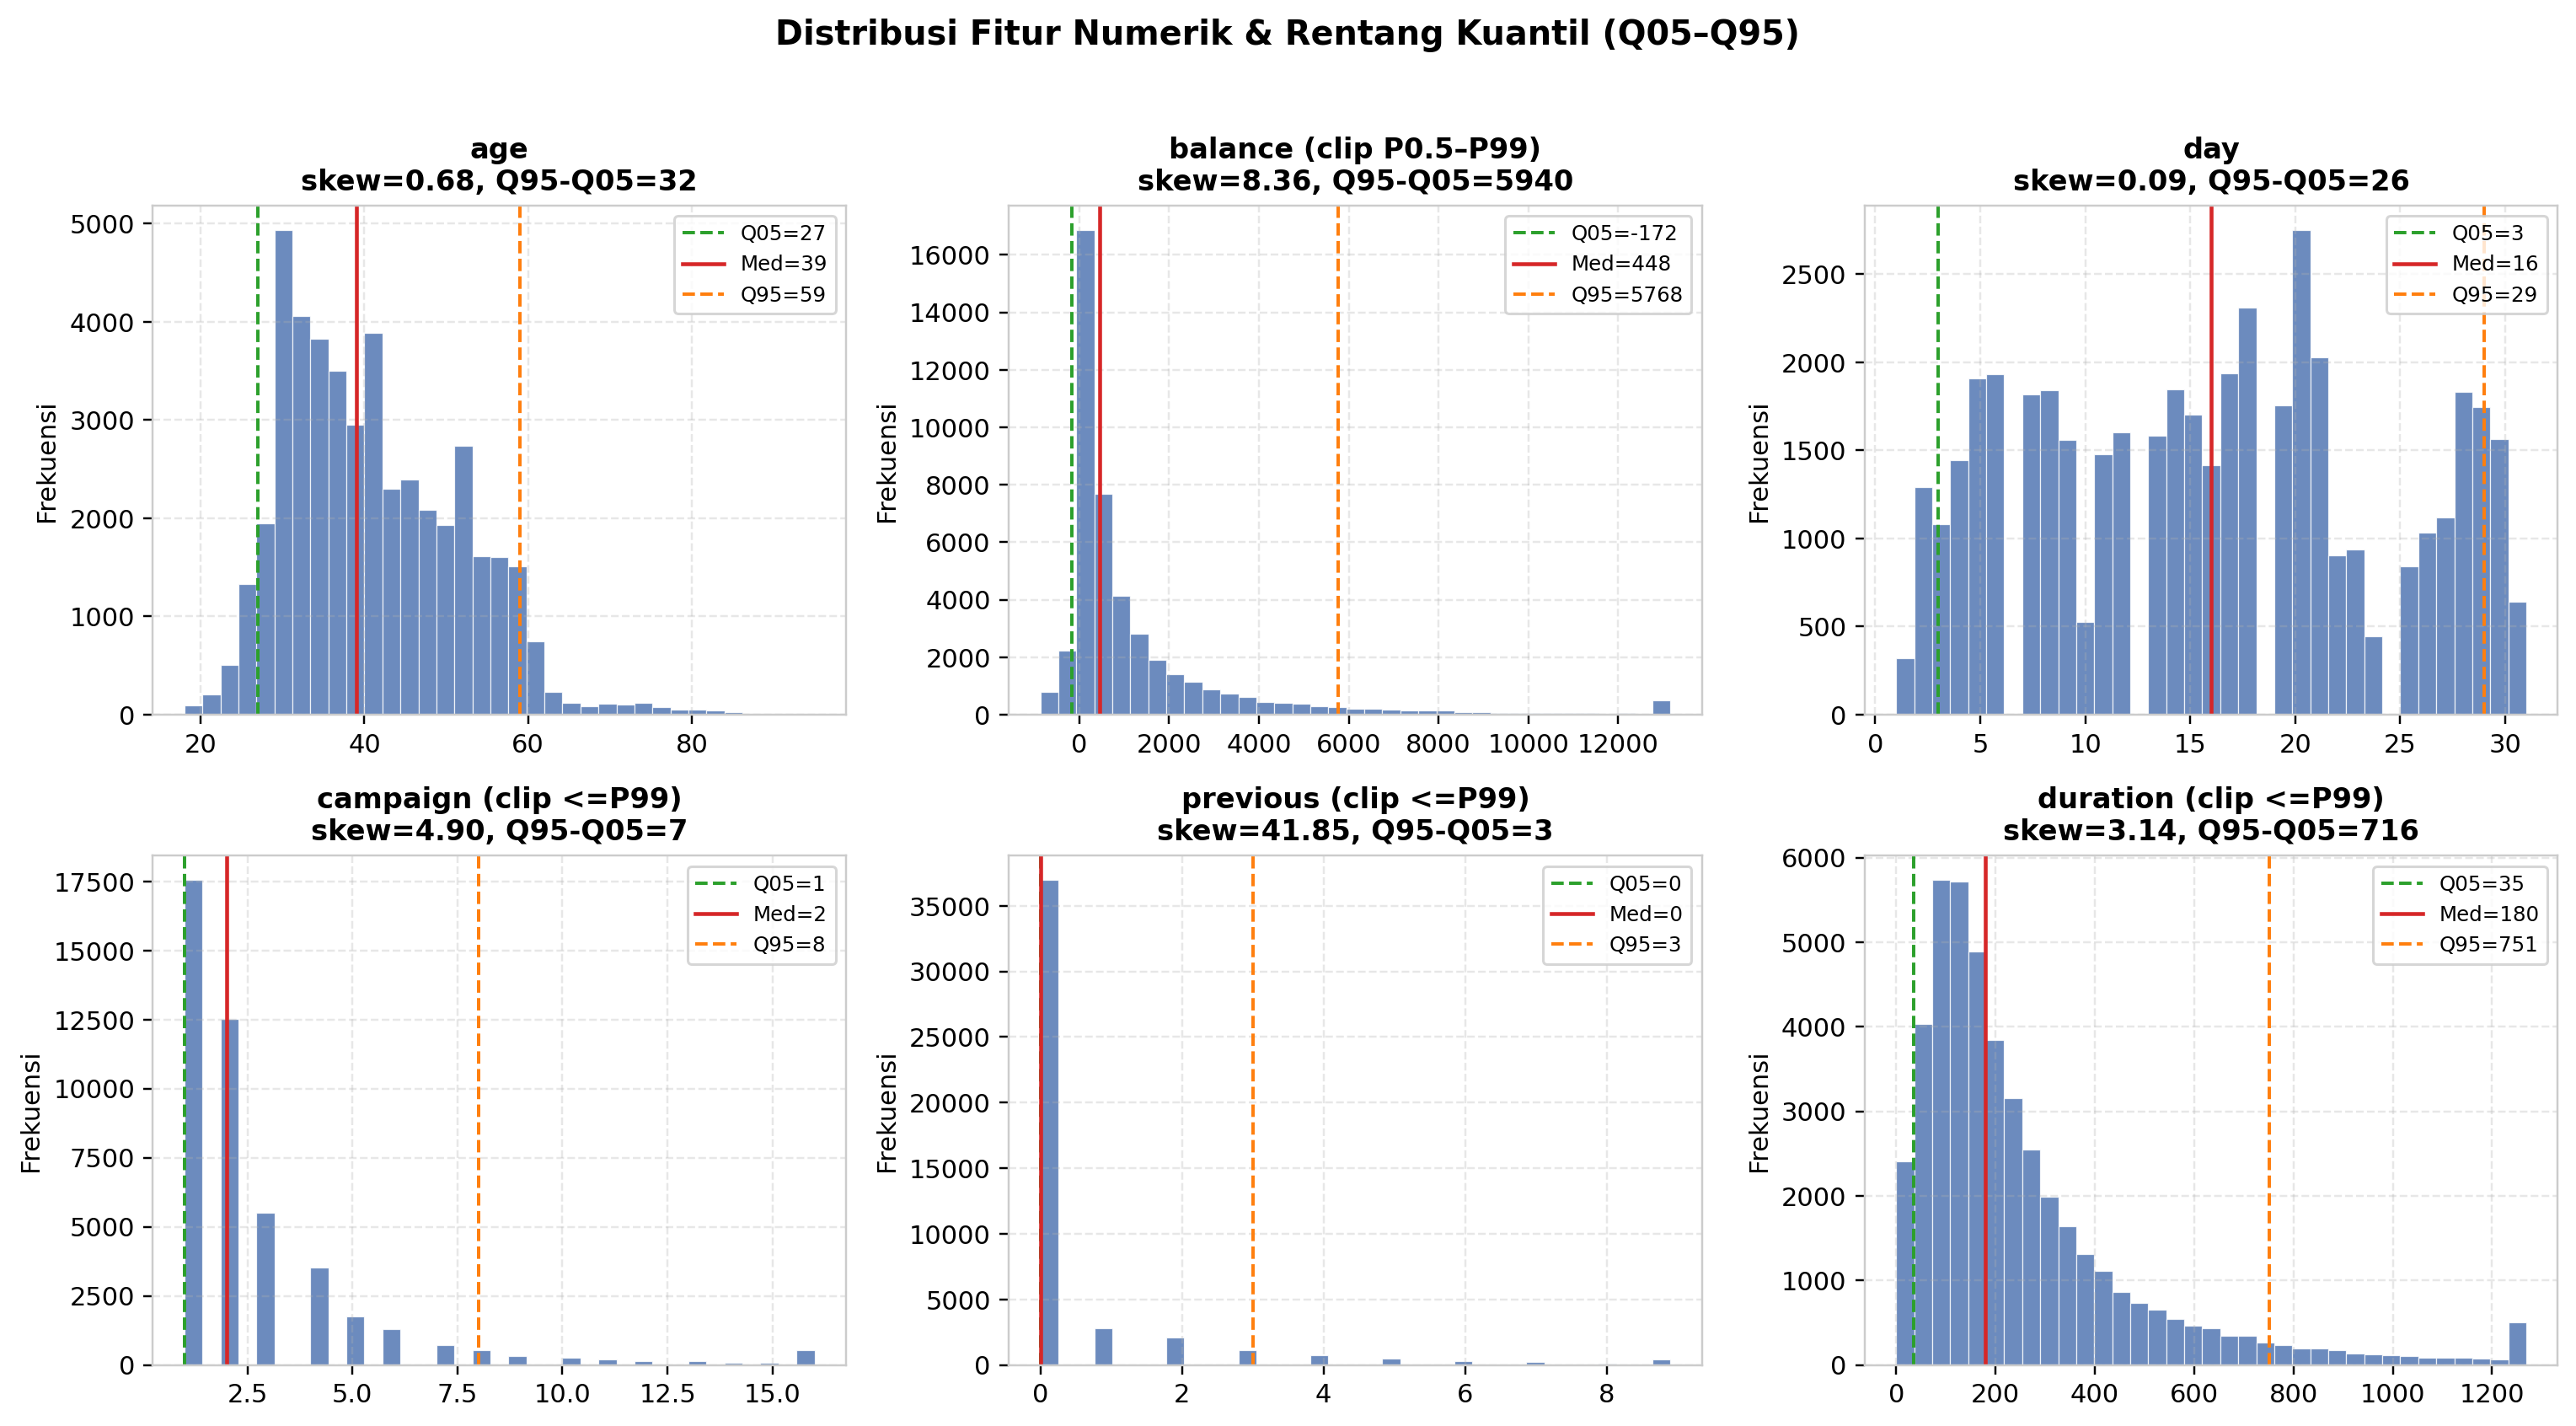 Distribusi Fitur Numerik & Rentang Kuantil (Q05–Q95)
age
skew=0.68, Q95-Q05=32
Frekuensi
5000
4000
3000
2000
1000
0
20 40 60 80
Q05=27
Med=39
Q95=59
balance (clip P0.5–P99)
skew=8.36, Q95-Q05=5940
Frekuensi
16000
14000
12000
10000
8000
6000
4000
2000
0
0 2000 4000 6000 8000 10000 12000
Q05=-172
Med=448
Q95=5768
day
skew=0.09, Q95-Q05=26
Frekuensi
2500
2000
1500
1000
500
0
0 5 10 15 20 25 30
Q05=3
Med=16
Q95=29
campaign (clip <=P99)
skew=4.90, Q95-Q05=7
Frekuensi
17500
15000
12500
10000
7500
5000
2500
0
2.5 5.0 7.5 10.0 12.5 15.0
Q05=1
Med=2
Q95=8
previous (clip <=P99)
skew=41.85, Q95-Q05=3
Frekuensi
35000
30000
25000
20000
15000
10000
5000
0
0 2 4 6 8
Q05=0
Med=0
Q95=3
duration (clip <=P99)
skew=3.14, Q95-Q05=716
Frekuensi
6000
5000
4000
3000
2000
1000
0
0 200 400 600 800 1000 1200
Q05=35
Med=180
Q95=751